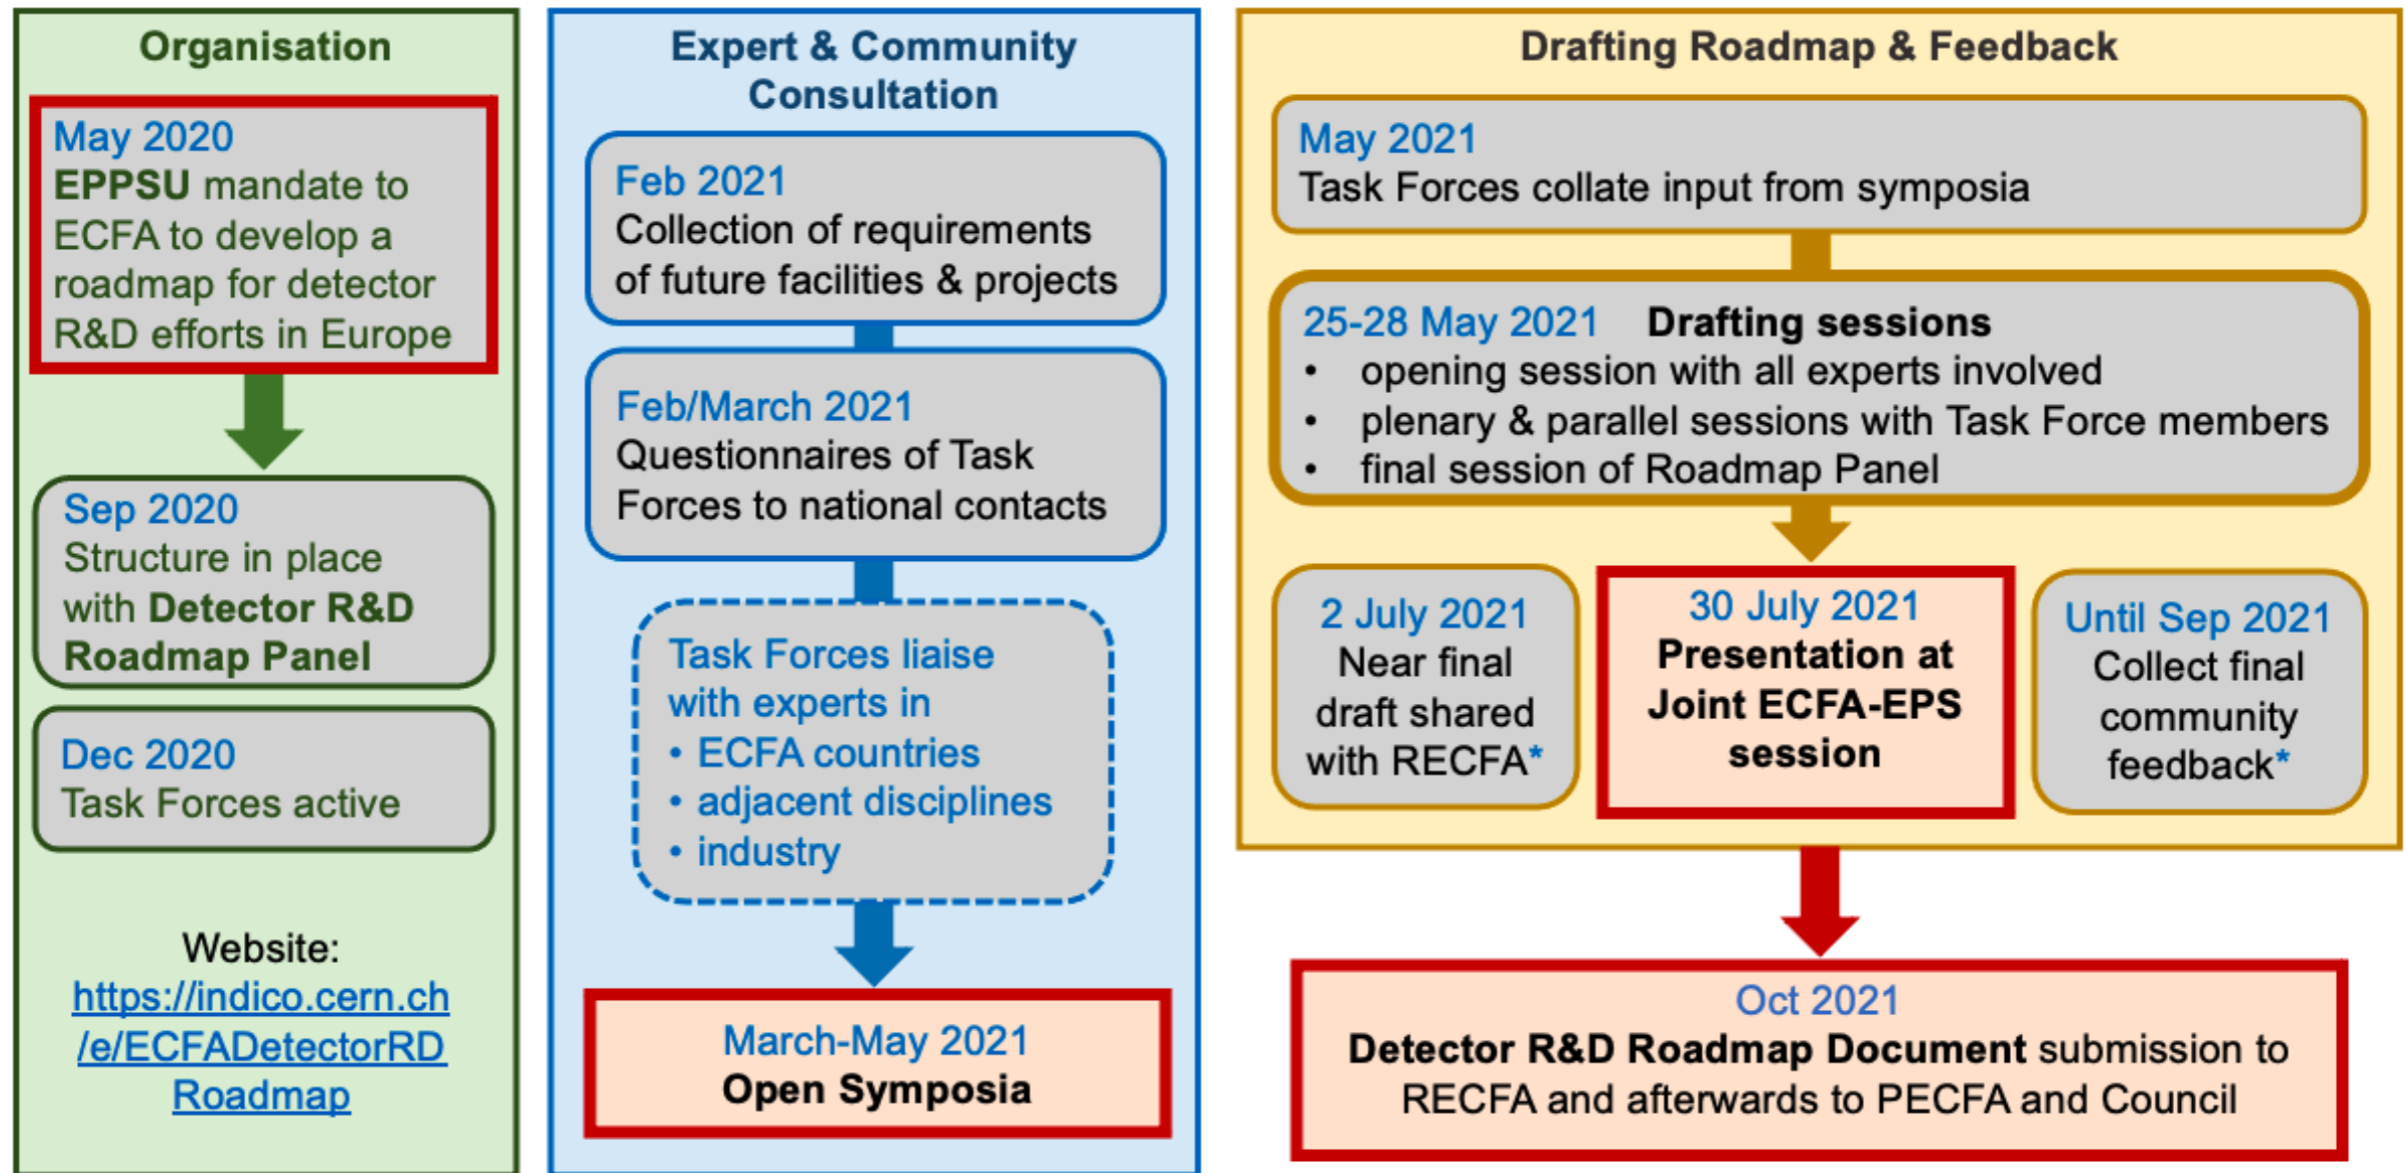 Organisation
May 2020
EPPSU mandate to
ECFA to develop a
roadmap for detector
R&D efforts in Europe
Sep 2020
Structure in place
with Detector R&D
Roadmap Panel
Dec 2020
Task Forces active
Website:
https://indico.cern.ch
/e/ECFADetectorRD
Roadmap
Expert & Community
Consultation
Feb 2021
Collection of requirements
of future facilities & projects
Feb/March 2021
Questionnaires of Task
Forces to national contacts
Task Forces liaise
with experts in
• ECFA countries
• adjacent disciplines
• industry
March-May 2021
Open Symposia
Drafting Roadmap & Feedback
May 2021
Task Forces collate input from symposia
25-28 May 2021 Drafting sessions
• opening session with all experts involved
• plenary & parallel sessions with Task Force members
• final session of Roadmap Panel
2 July 2021
Near final
draft shared
with RECFA*
30 July 2021
Presentation at
Joint ECFA-EPS
session
Until Sep 2021
Collect final
community
feedback*
Oct 2021
Detector R&D Roadmap Document submission to
RECFA and afterwards to PECFA and Council